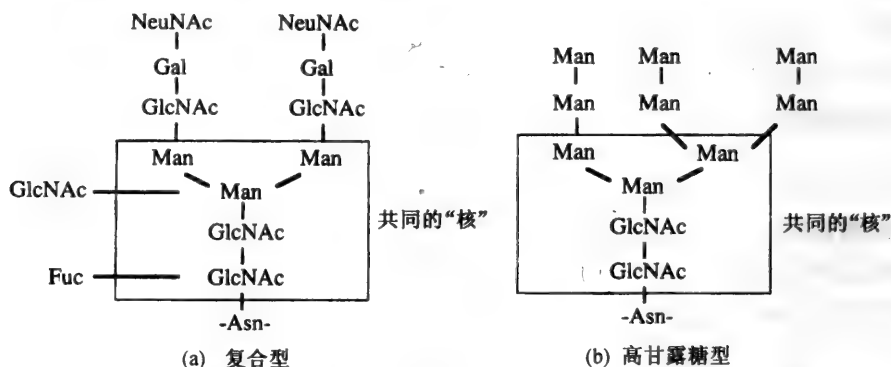 NeuNAc NeuNAc
Gal Gal
GlcNAc GlcNAc
Man Man
GlcNAc Man
GlcNAc
共同的“核”
Fuc GlcNAc
-Asn-
(a) 复合型
Man Man Man
Man Man Man
Man Man
Man
GlcNAc
共同的“核”
GlcNAc
-Asn-
(b) 高甘露糖型